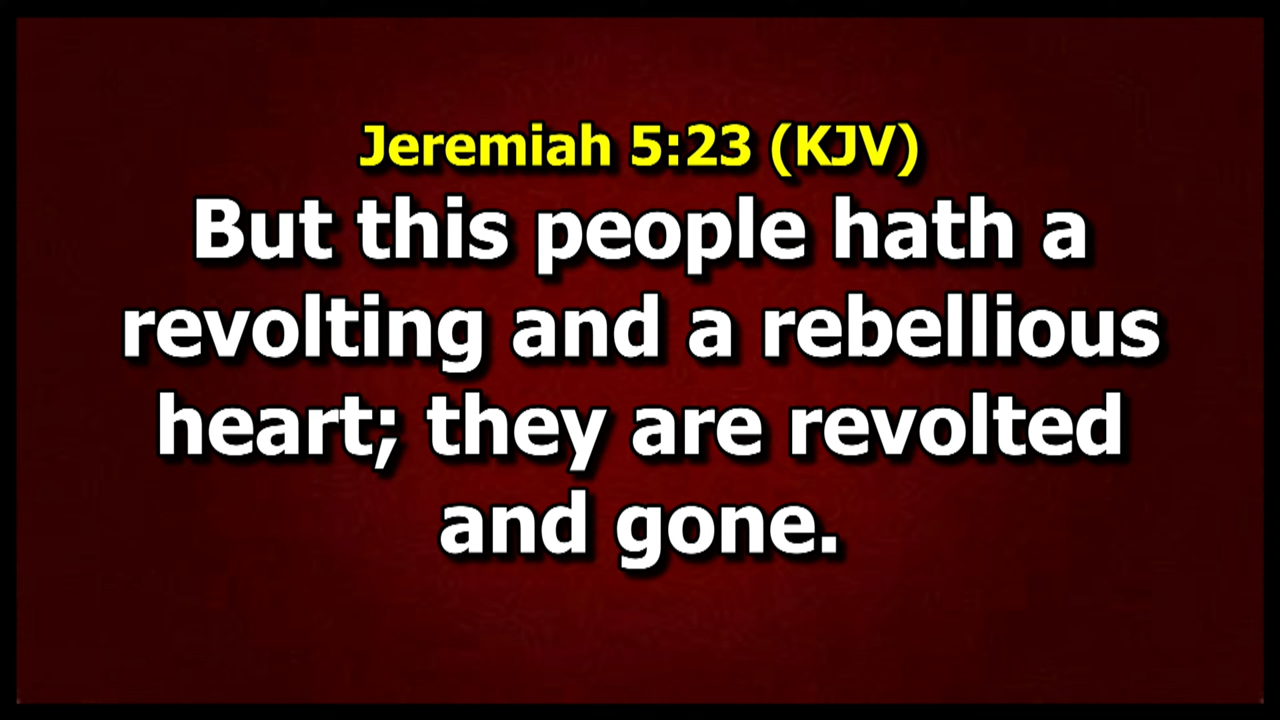 Jeremiah 5:23 (KJV)
But this people hath a
revolting and a rebellious
heart; they are revolted
and gone.